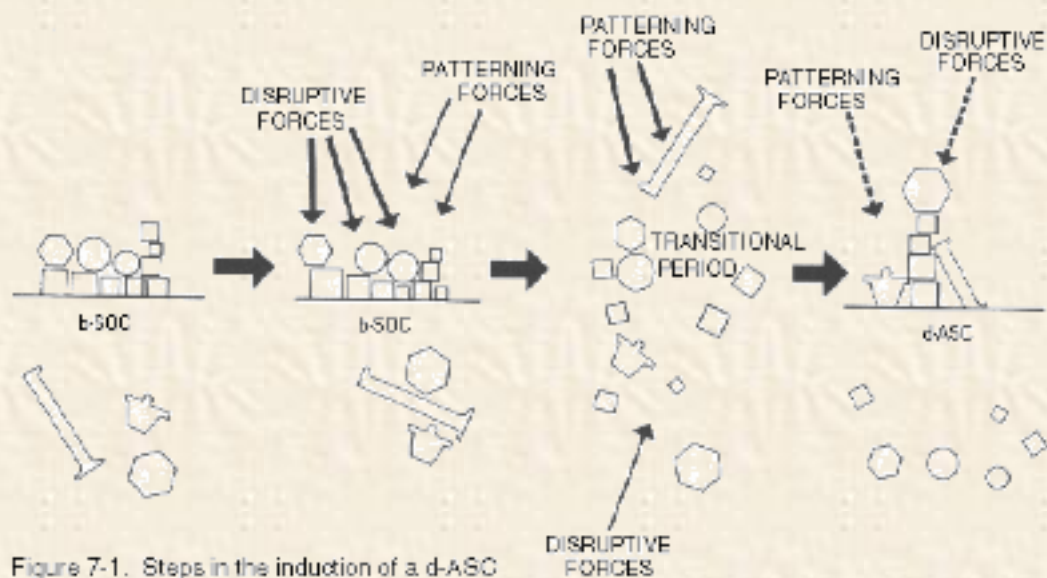 DISRUPTIVE
FORCES
PATTERNING
FORCES
PATTERNING
FORCES
PATTERNING
FORCES
DISRUPTIVE
FORCES
TRANSITIONAL
PERIOD
b-SOC
b-SOC
d-ASC
DISRUPTIVE
FORCES
Figure 7-1. Steps in the induction of a d-ASC